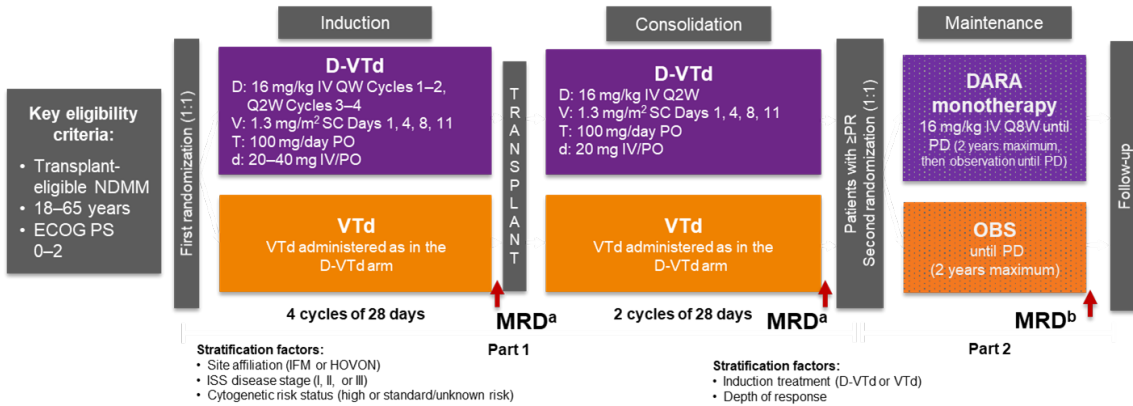 Induction
Consolidation
Maintenance
Key eligibility
criteria:
• Transplant-
eligible NDMM
• 18–65 years
• ECOG PS
0–2
First randomization (1:1)
D-VTd
D: 16 mg/kg IV QW Cycles 1–2,
Q2W Cycles 3–4
V: 1.3 mg/m² SC Days 1, 4, 8, 11
T: 100 mg/day PO
d: 20–40 mg IV/PO
VTd
VTd administered as in the
D-VTd arm
4 cycles of 28 days
TRANSPLANT
MRDᵃ
D-VTd
D: 16 mg/kg IV Q2W
V: 1.3 mg/m² SC Days 1, 4, 8, 11
T: 100 mg/day PO
d: 20 mg IV/PO
VTd
VTd administered as in the
D-VTd arm
2 cycles of 28 days
MRDᵃ
Patients with ≥PR
Second randomization (1:1)
DARA
monotherapy
16 mg/kg IV Q8W until
PD (2 years maximum,
then observation until PD)
OBS
until PD
(2 years maximum)
MRDᵇ
Follow-up
Part 1
Part 2
Stratification factors:
• Site affiliation (IFM or HOVON)
• ISS disease stage (I, II, or III)
• Cytogenetic risk status (high or standard/unknown risk)
Stratification factors:
• Induction treatment (D-VTd or VTd)
• Depth of response